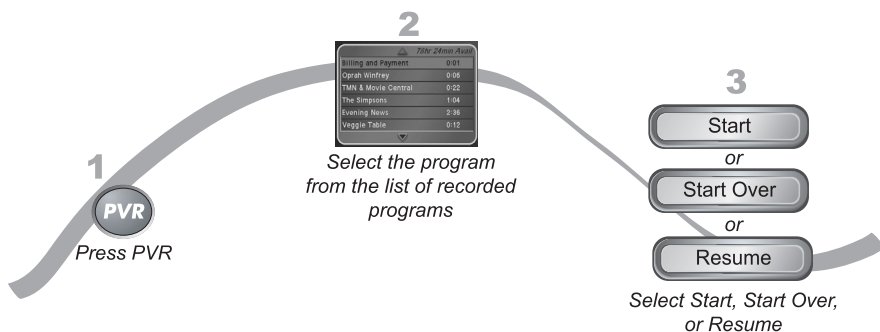 1
PVR
Press PVR
2
79hr 24min Avail
Billing and Payment 0:01
Oprah Winfrey 0:06
TMN & Movie Central 0:22
The Simpsons 1:04
Evening News 2:36
Veggie Table 0:12
Select the program
from the list of recorded
programs
3
Start
or
Start Over
or
Resume
Select Start, Start Over,
or Resume